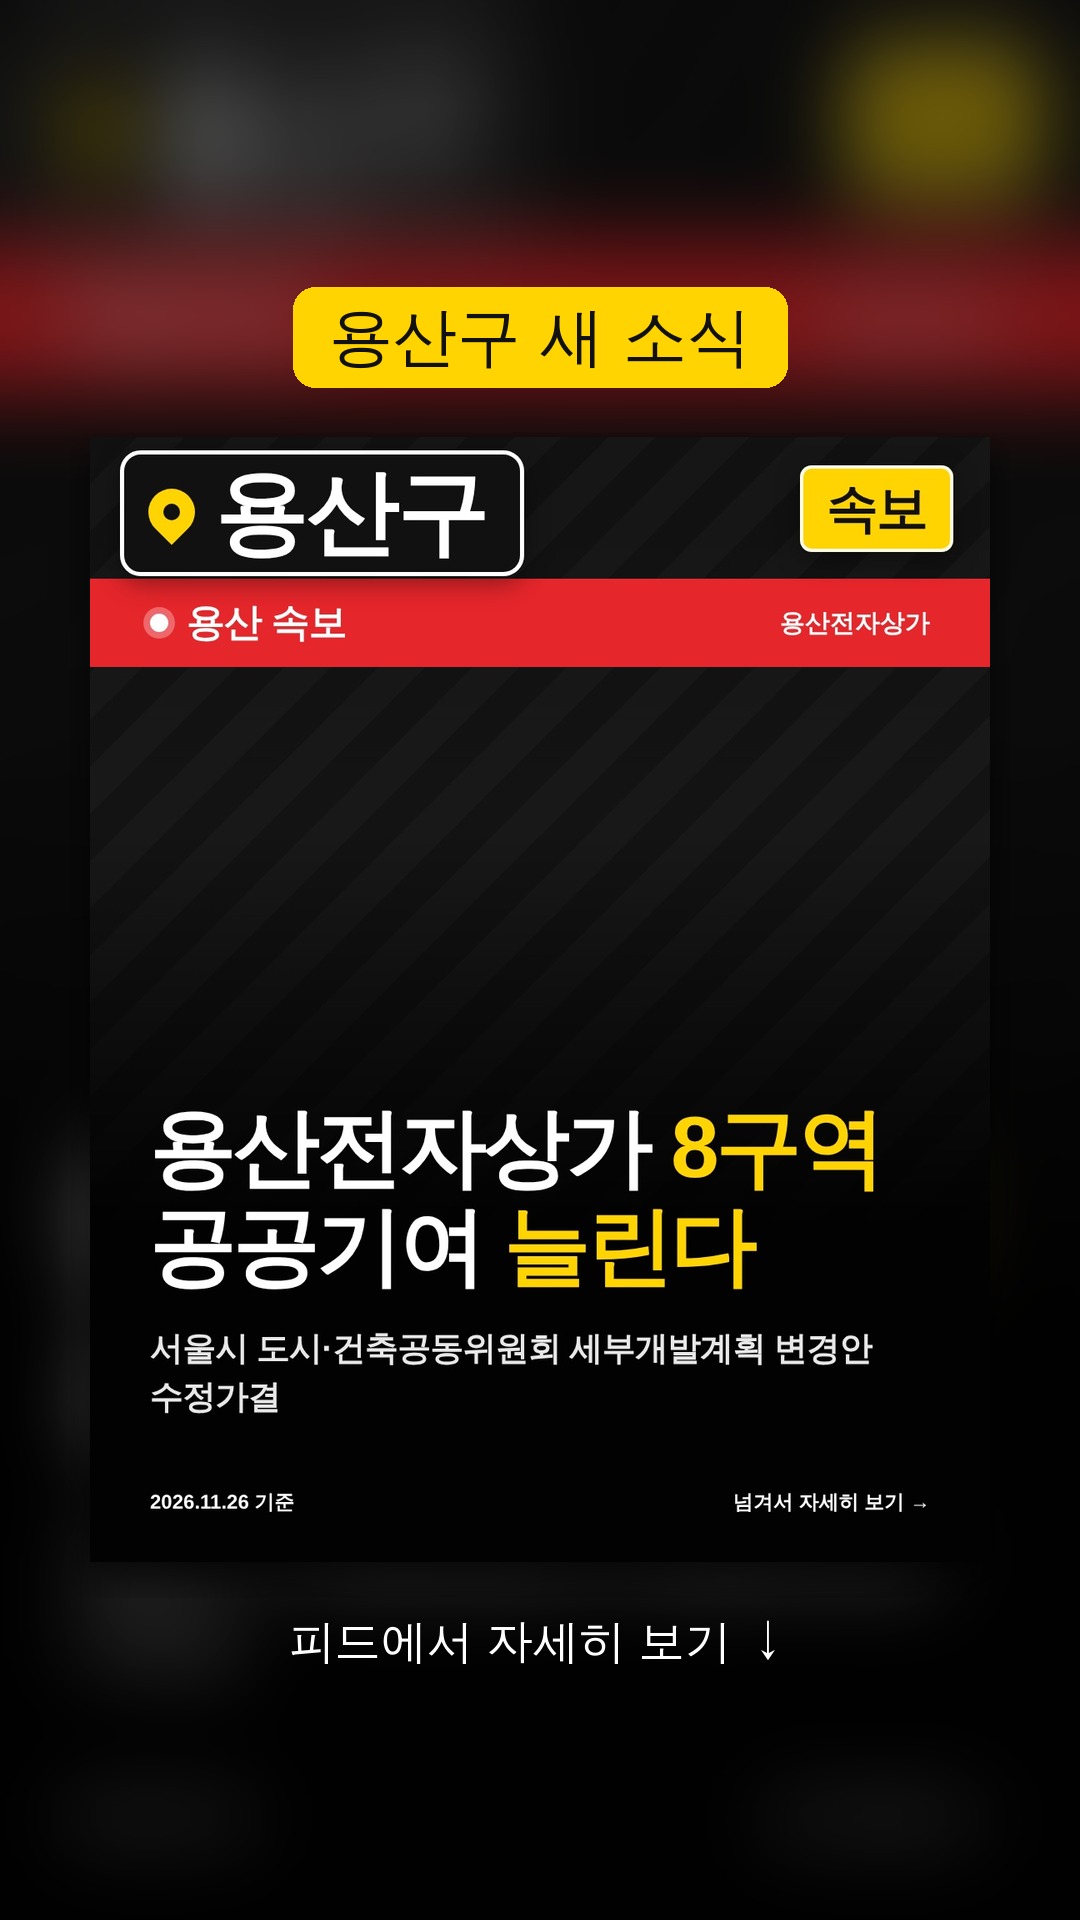 용산구 새 소식
용산구
속보
용산 속보
용산전자상가
용산전자상가 8구역
공공기여 늘린다
서울시 도시·건축공동위원회 세부개발계획 변경안
수정가결
2026.11.26 기준
넘겨서 자세히 보기 →
피드에서 자세히 보기 ↓